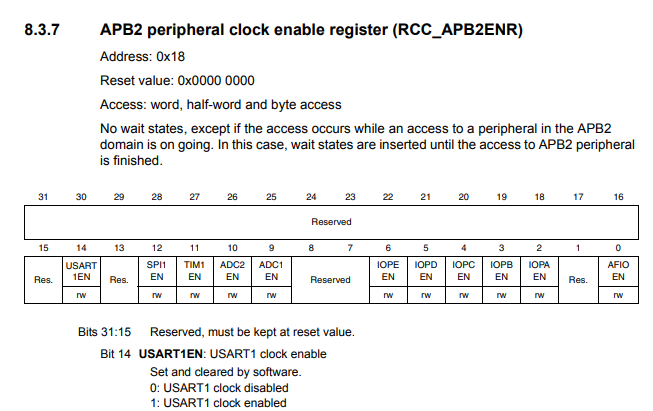 8.3.7 APB2 peripheral clock enable register (RCC_APB2ENR)
Address: 0x18
Reset value: 0x0000 0000
Access: word, half-word and byte access
No wait states, except if the access occurs while an access to a peripheral in the APB2
domain is on going. In this case, wait states are inserted until the access to APB2 peripheral
is finished.
31 30 29 28 27 26 25 24 23 22 21 20 19 18 17 16
Reserved
15 14 13 12 11 10 9 8 7 6 5 4 3 2 1 0
Res. USART 1EN Res. SPI1 EN TIM1 EN ADC2 EN ADC1 EN Reserved IOPE EN IOPD EN IOPC EN IOPB EN IOPA EN Res. AFIO EN
rw rw rw rw rw rw rw rw rw rw rw
Bits 31:15 Reserved, must be kept at reset value.
Bit 14 USART1EN: USART1 clock enable
Set and cleared by software.
0: USART1 clock disabled
1: USART1 clock enabled